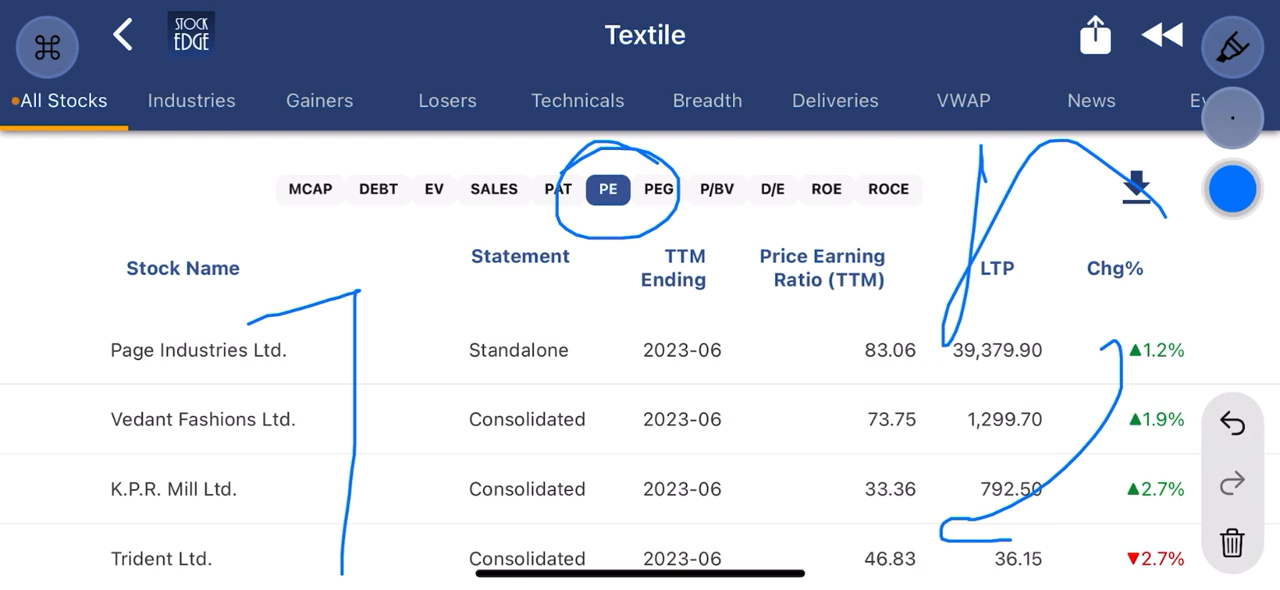 STOCK EDGE
Textile
All Stocks Industries Gainers Losers Technicals Breadth Deliveries VWAP News
MCAP DEBT EV SALES PAT PE PEG P/BV D/E ROE ROCE
Stock Name Statement TTM Ending Price Earning Ratio (TTM) LTP Chg%
Page Industries Ltd. Standalone 2023-06 83.06 39,379.90 ▲1.2%
Vedant Fashions Ltd. Consolidated 2023-06 73.75 1,299.70 ▲1.9%
K.P.R. Mill Ltd. Consolidated 2023-06 33.36 792.50 ▲2.7%
Trident Ltd. Consolidated 2023-06 46.83 36.15 ▼2.7%